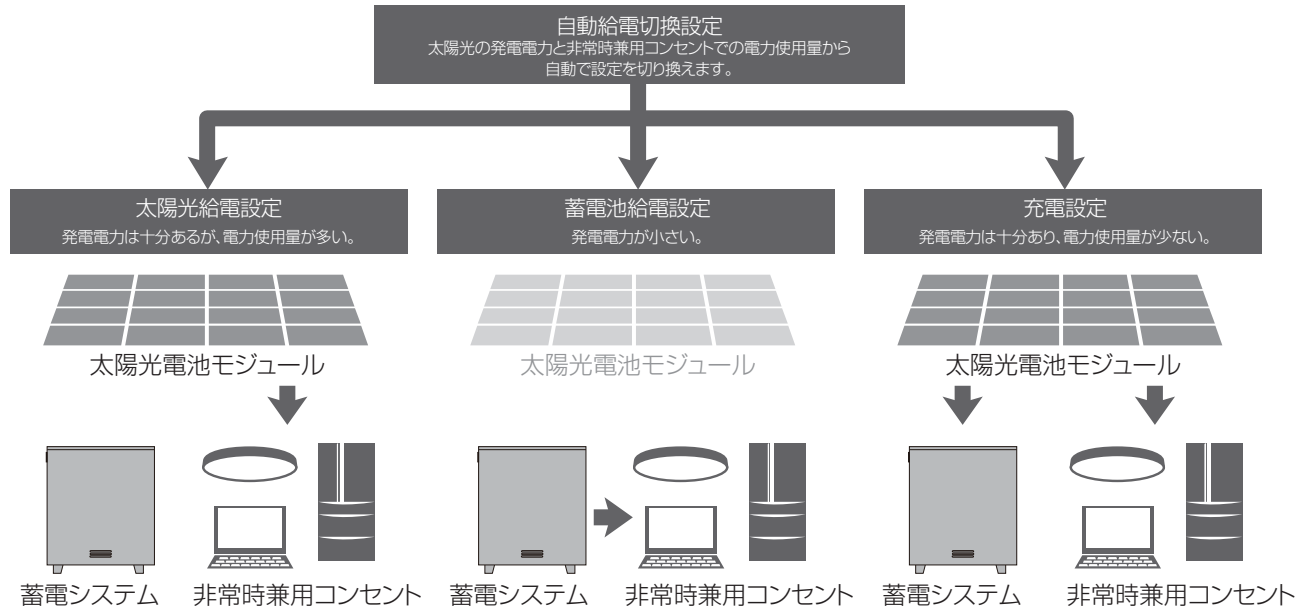 自動給電切換設定
太陽光の発電電力と非常時兼用コンセントでの電力使用量から
自動で設定を切り換えます。
太陽光給電設定
発電電力は十分あるが、電力使用量が多い。
蓄電池給電設定
発電電力が小さい。
充電設定
発電電力は十分あり、電力使用量が少ない。
太陽光電池モジュール
太陽光電池モジュール
太陽光電池モジュール
蓄電システム
非常時兼用コンセント
蓄電システム
非常時兼用コンセント
蓄電システム
非常時兼用コンセント